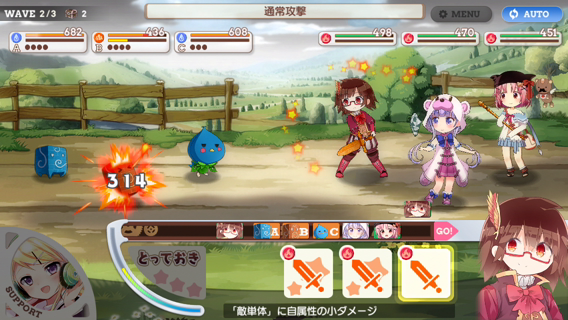 WAVE 2/3 2
通常攻撃
MENU
AUTO
682 436 608 498 470 451
A B C
314
A B C GO!
とっておき
SUPPORT
「敵単体」に自属性の小ダメージ